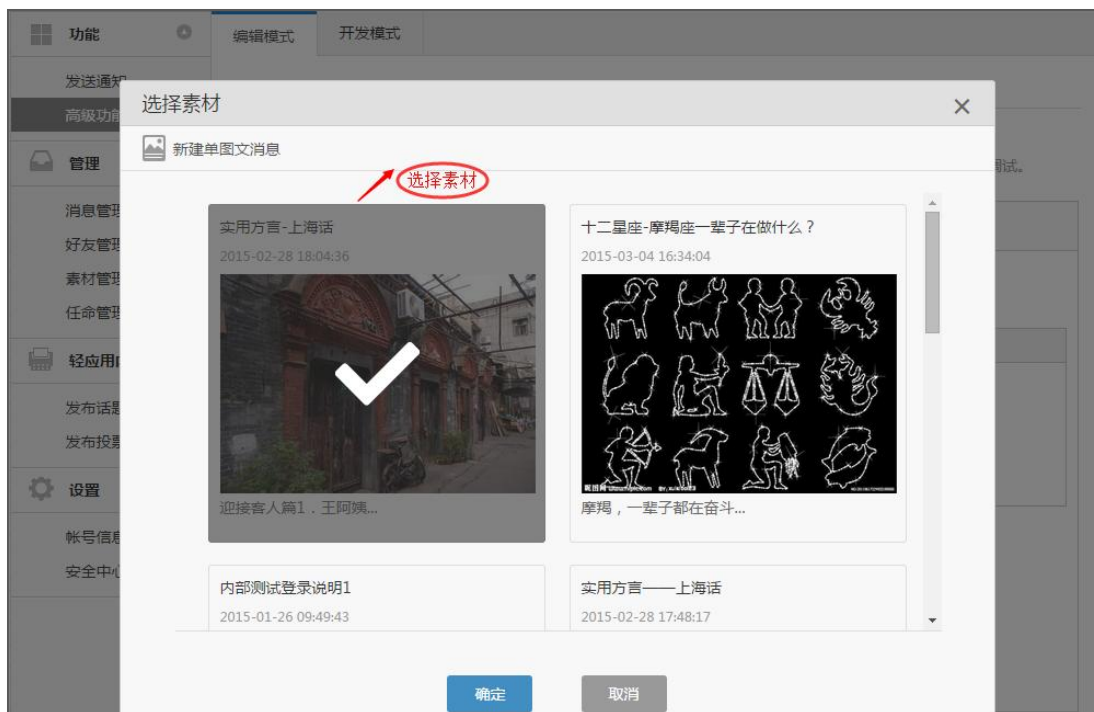 功能
编辑模式
开发模式
发送通知
高级功能
选择素材
新建单图文消息
选择素材
管理
调试。
消息管理
好友管理
素材管理
任命管理
轻应用
发布话题
发布投票
设置
帐号信息
安全中心
实用方言-上海话
2015-02-28 18:04:36
迎接客人篇1．王阿姨...
十二星座-摩羯座一辈子在做什么？
2015-03-04 16:34:04
昵图网
摩羯，一辈子都在奋斗...
内部测试登录说明1
2015-01-26 09:49:43
实用方言——上海话
2015-02-28 17:48:17
确定
取消